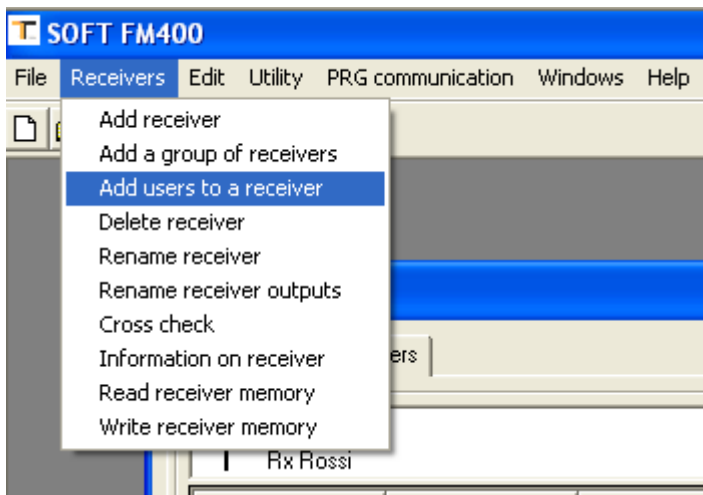 SOFT FM400
File Receivers Edit Utility PRG communication Windows Help
Add receiver
Add a group of receivers
Add users to a receiver
Delete receiver
Rename receiver
Rename receiver outputs
Cross check
Information on receiver
ers
Read receiver memory
Write receiver memory
Rx Rossi